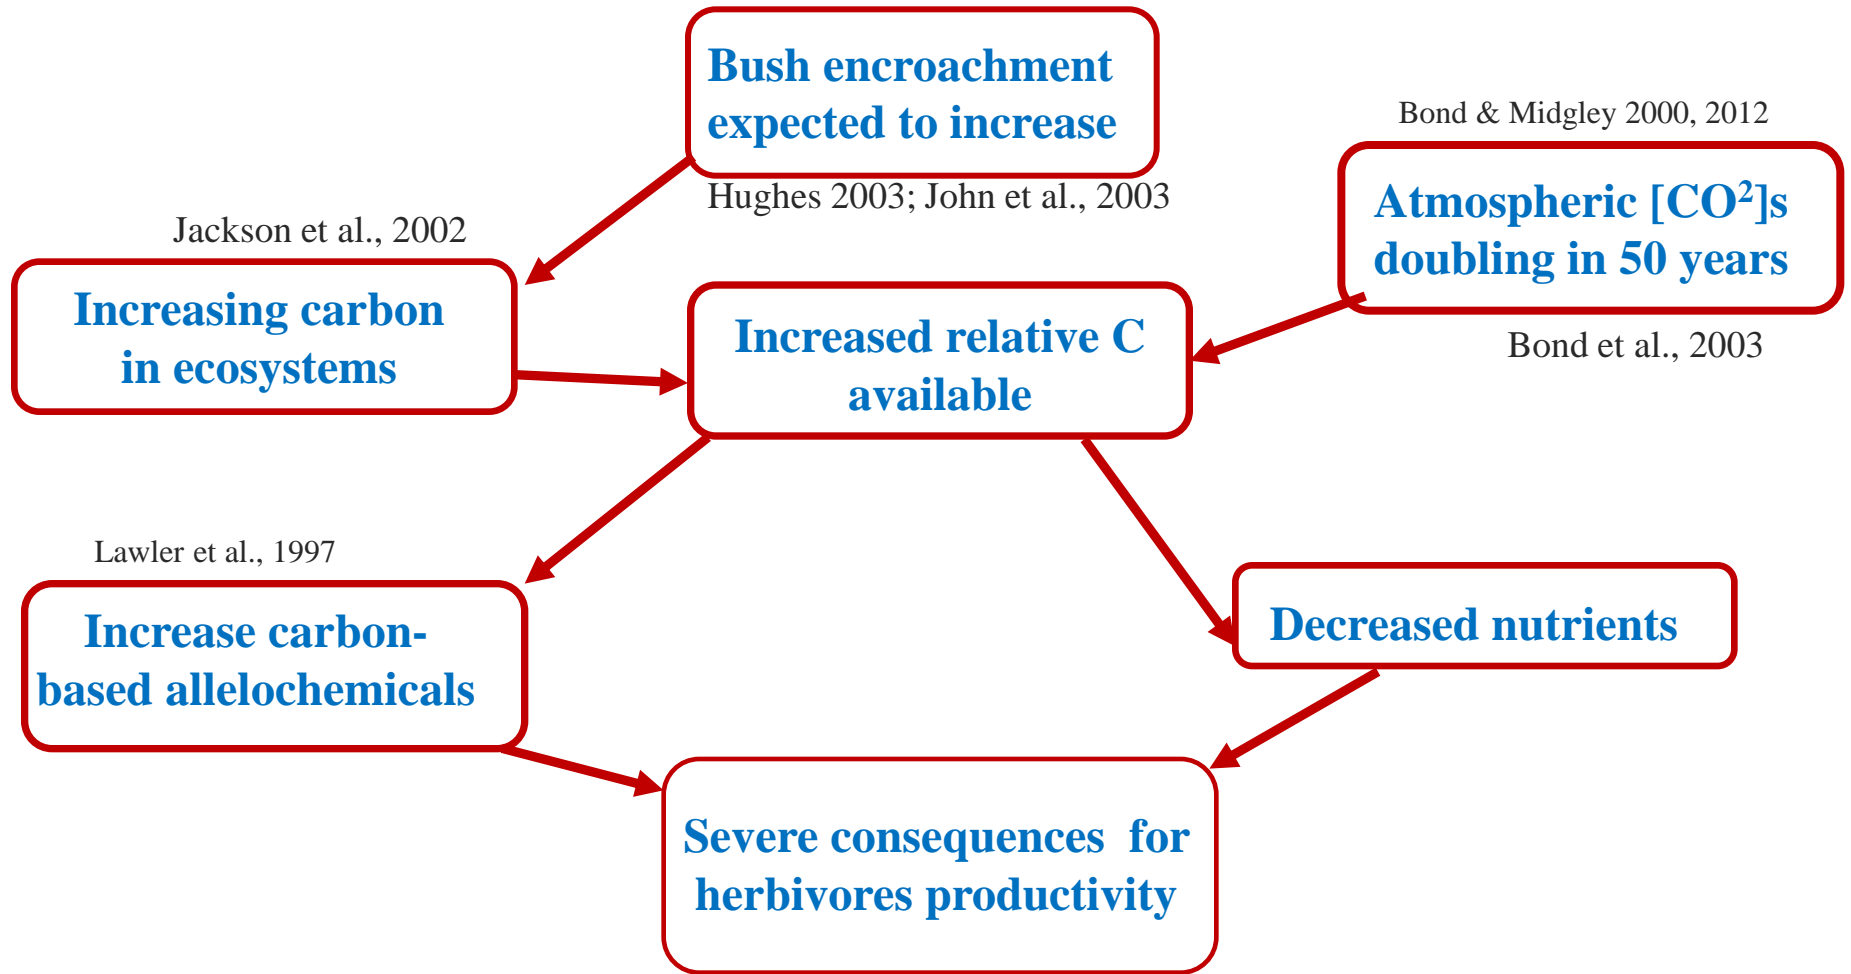 Bush encroachment
expected to increase
Hughes 2003; John et al., 2003
Bond & Midgley 2000, 2012
Atmospheric [CO²]s
doubling in 50 years
Bond et al., 2003
Jackson et al., 2002
Increasing carbon
in ecosystems
Increased relative C
available
Lawler et al., 1997
Increase carbon-
based allelochemicals
Decreased nutrients
Severe consequences for
herbivores productivity